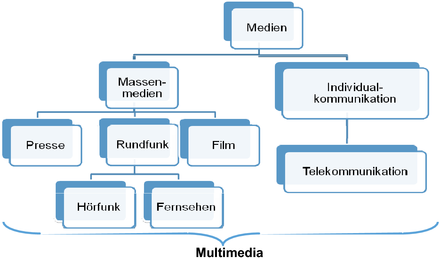 Medien
Massen-
medien
Individual-
kommunikation
Presse
Rundfunk
Film
Telekommunikation
Hörfunk
Fernsehen
Multimedia